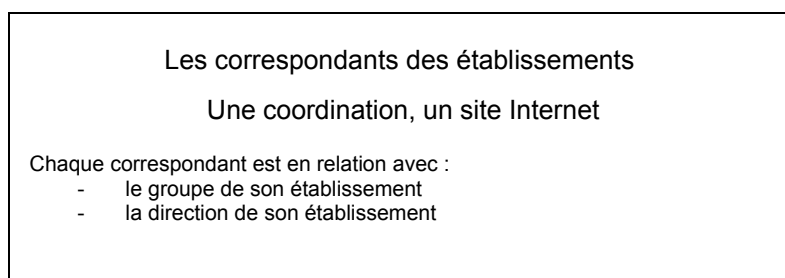 Les correspondants des établissements
Une coordination, un site Internet
Chaque correspondant est en relation avec :
- le groupe de son établissement
- la direction de son établissement